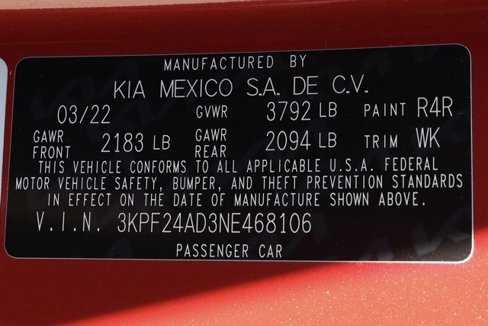 MANUFACTURED BY
KIA MEXICO S.A. DE C.V.
03/22 GVWR 3792 LB PAINT R4R
GAWR FRONT 2183 LB GAWR REAR 2094 LB TRIM WK
THIS VEHICLE CONFORMS TO ALL APPLICABLE U.S.A. FEDERAL
MOTOR VEHICLE SAFETY, BUMPER, AND THEFT PREVENTION STANDARDS
IN EFFECT ON THE DATE OF MANUFACTURE SHOWN ABOVE.
V.I.N. 3KPF24AD3NE468106
PASSENGER CAR